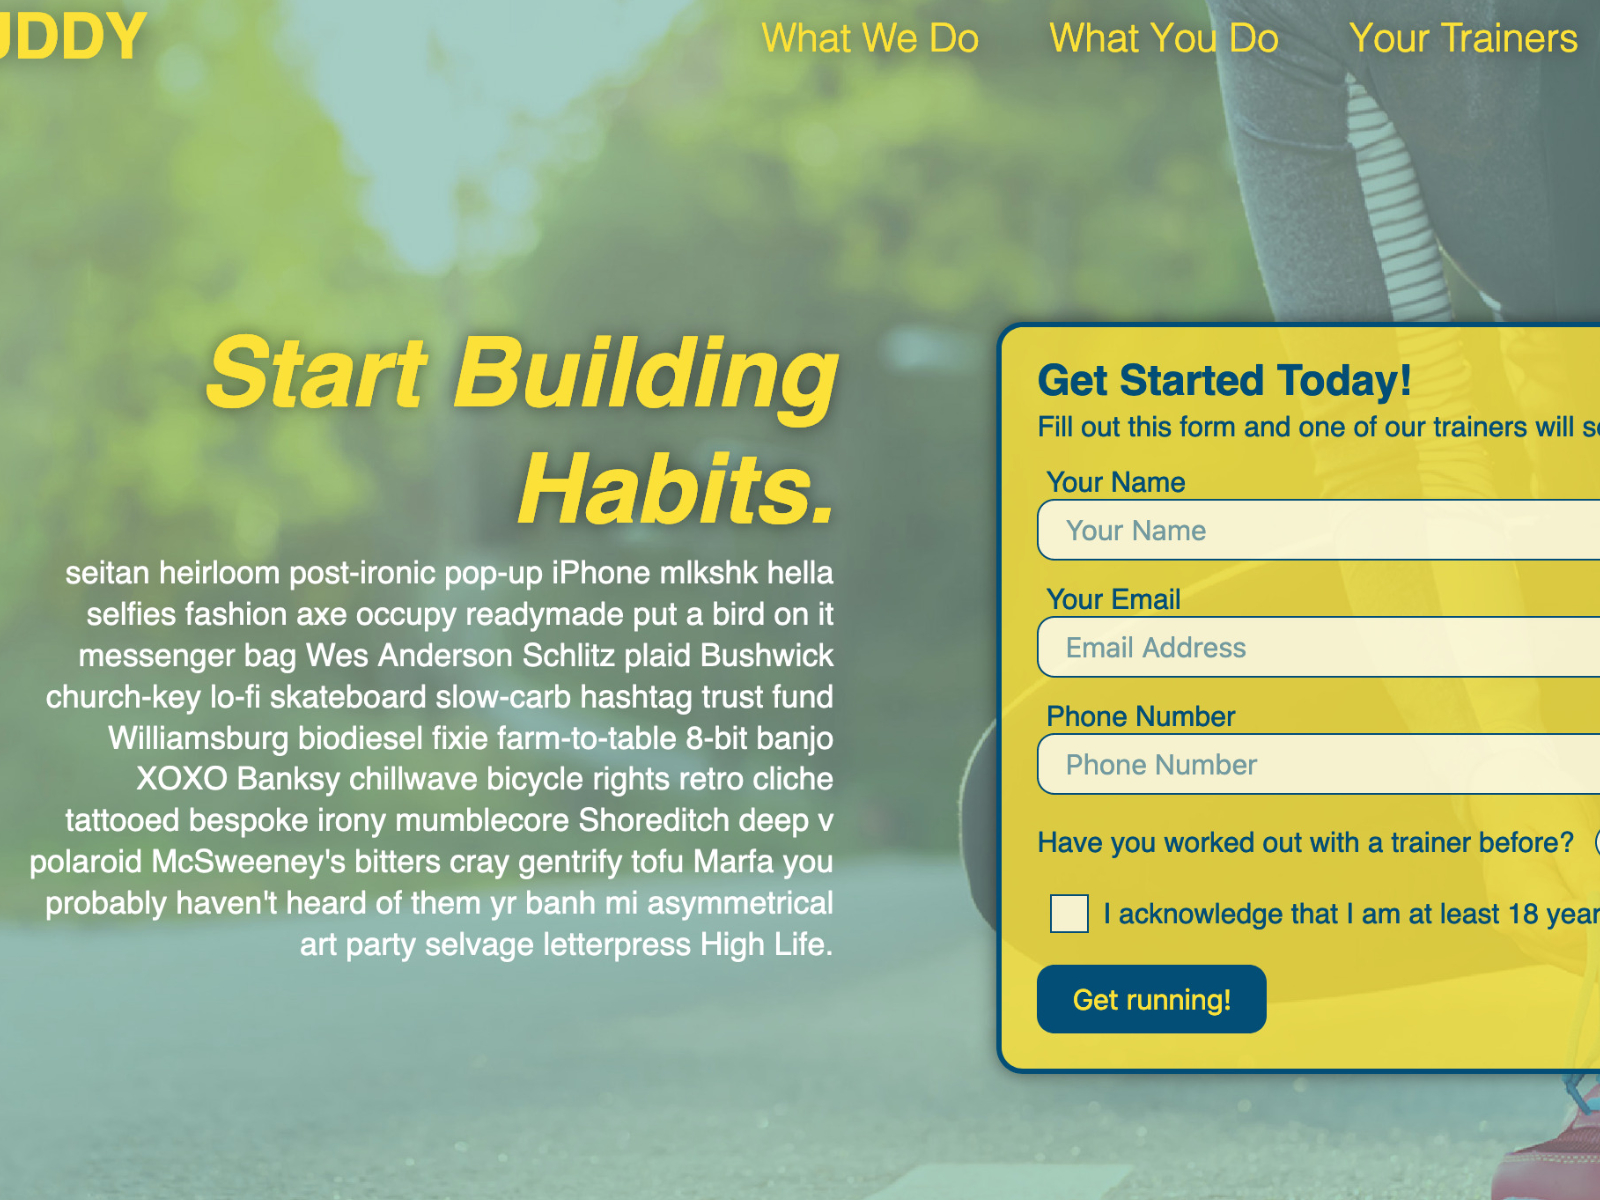 UDDY
What We Do
What You Do
Your Trainers
Start Building
Habits.
seitan heirloom post-ironic pop-up iPhone mlkshk hella
selfies fashion axe occupy readymade put a bird on it
messenger bag Wes Anderson Schlitz plaid Bushwick
church-key lo-fi skateboard slow-carb hashtag trust fund
Williamsburg biodiesel fixie farm-to-table 8-bit banjo
XOXO Banksy chillwave bicycle rights retro cliche
tattooed bespoke irony mumblecore Shoreditch deep v
polaroid McSweeney's bitters cray gentrify tofu Marfa you
probably haven't heard of them yr banh mi asymmetrical
art party selvage letterpress High Life.
Get Started Today!
Fill out this form and one of our trainers will
Your Name
Your Name
Your Email
Email Address
Phone Number
Phone Number
Have you worked out with a trainer before?
I acknowledge that I am at least 18 year
Get running!